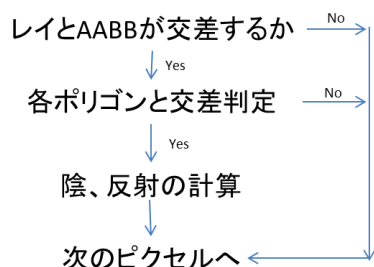 レイとAABBが交差するか
No
Yes
各ポリゴンと交差判定
No
Yes
陰、反射の計算
次のピクセルへ